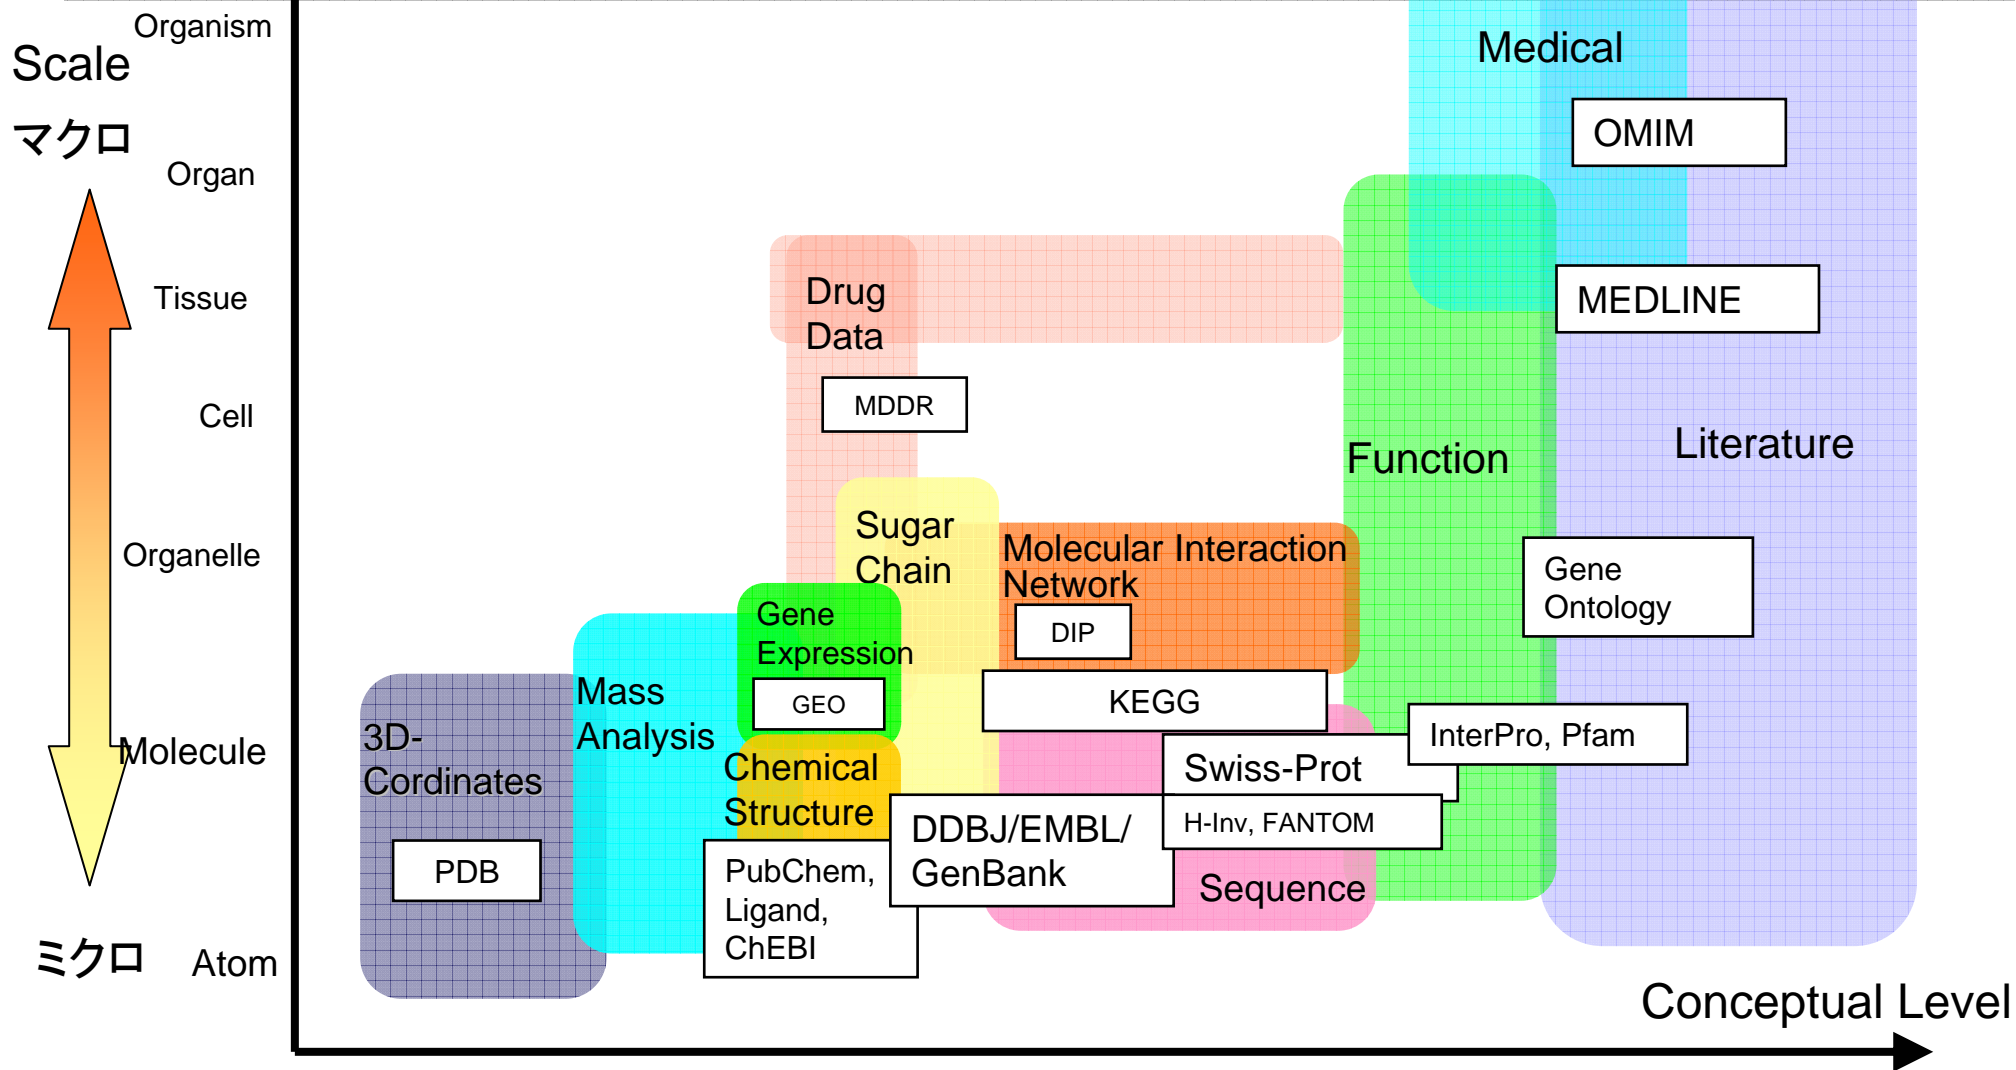 Organism
Scale
マクロ
Organ
Tissue
Cell
Organelle
Molecule
ミクロ
Atom
Medical
OMIM
MEDLINE
Literature
Function
Gene
Ontology
InterPro, Pfam
Drug
Data
MDDR
Sugar
Chain
Molecular Interaction
Network
DIP
KEGG
Gene
Expression
GEO
Mass
Analysis
3D-
Cordinates
PDB
Chemical
Structure
PubChem,
Ligand,
ChEBI
DDBJ/EMBL/
GenBank
Swiss-Prot
H-Inv, FANTOM
Sequence
Conceptual Level